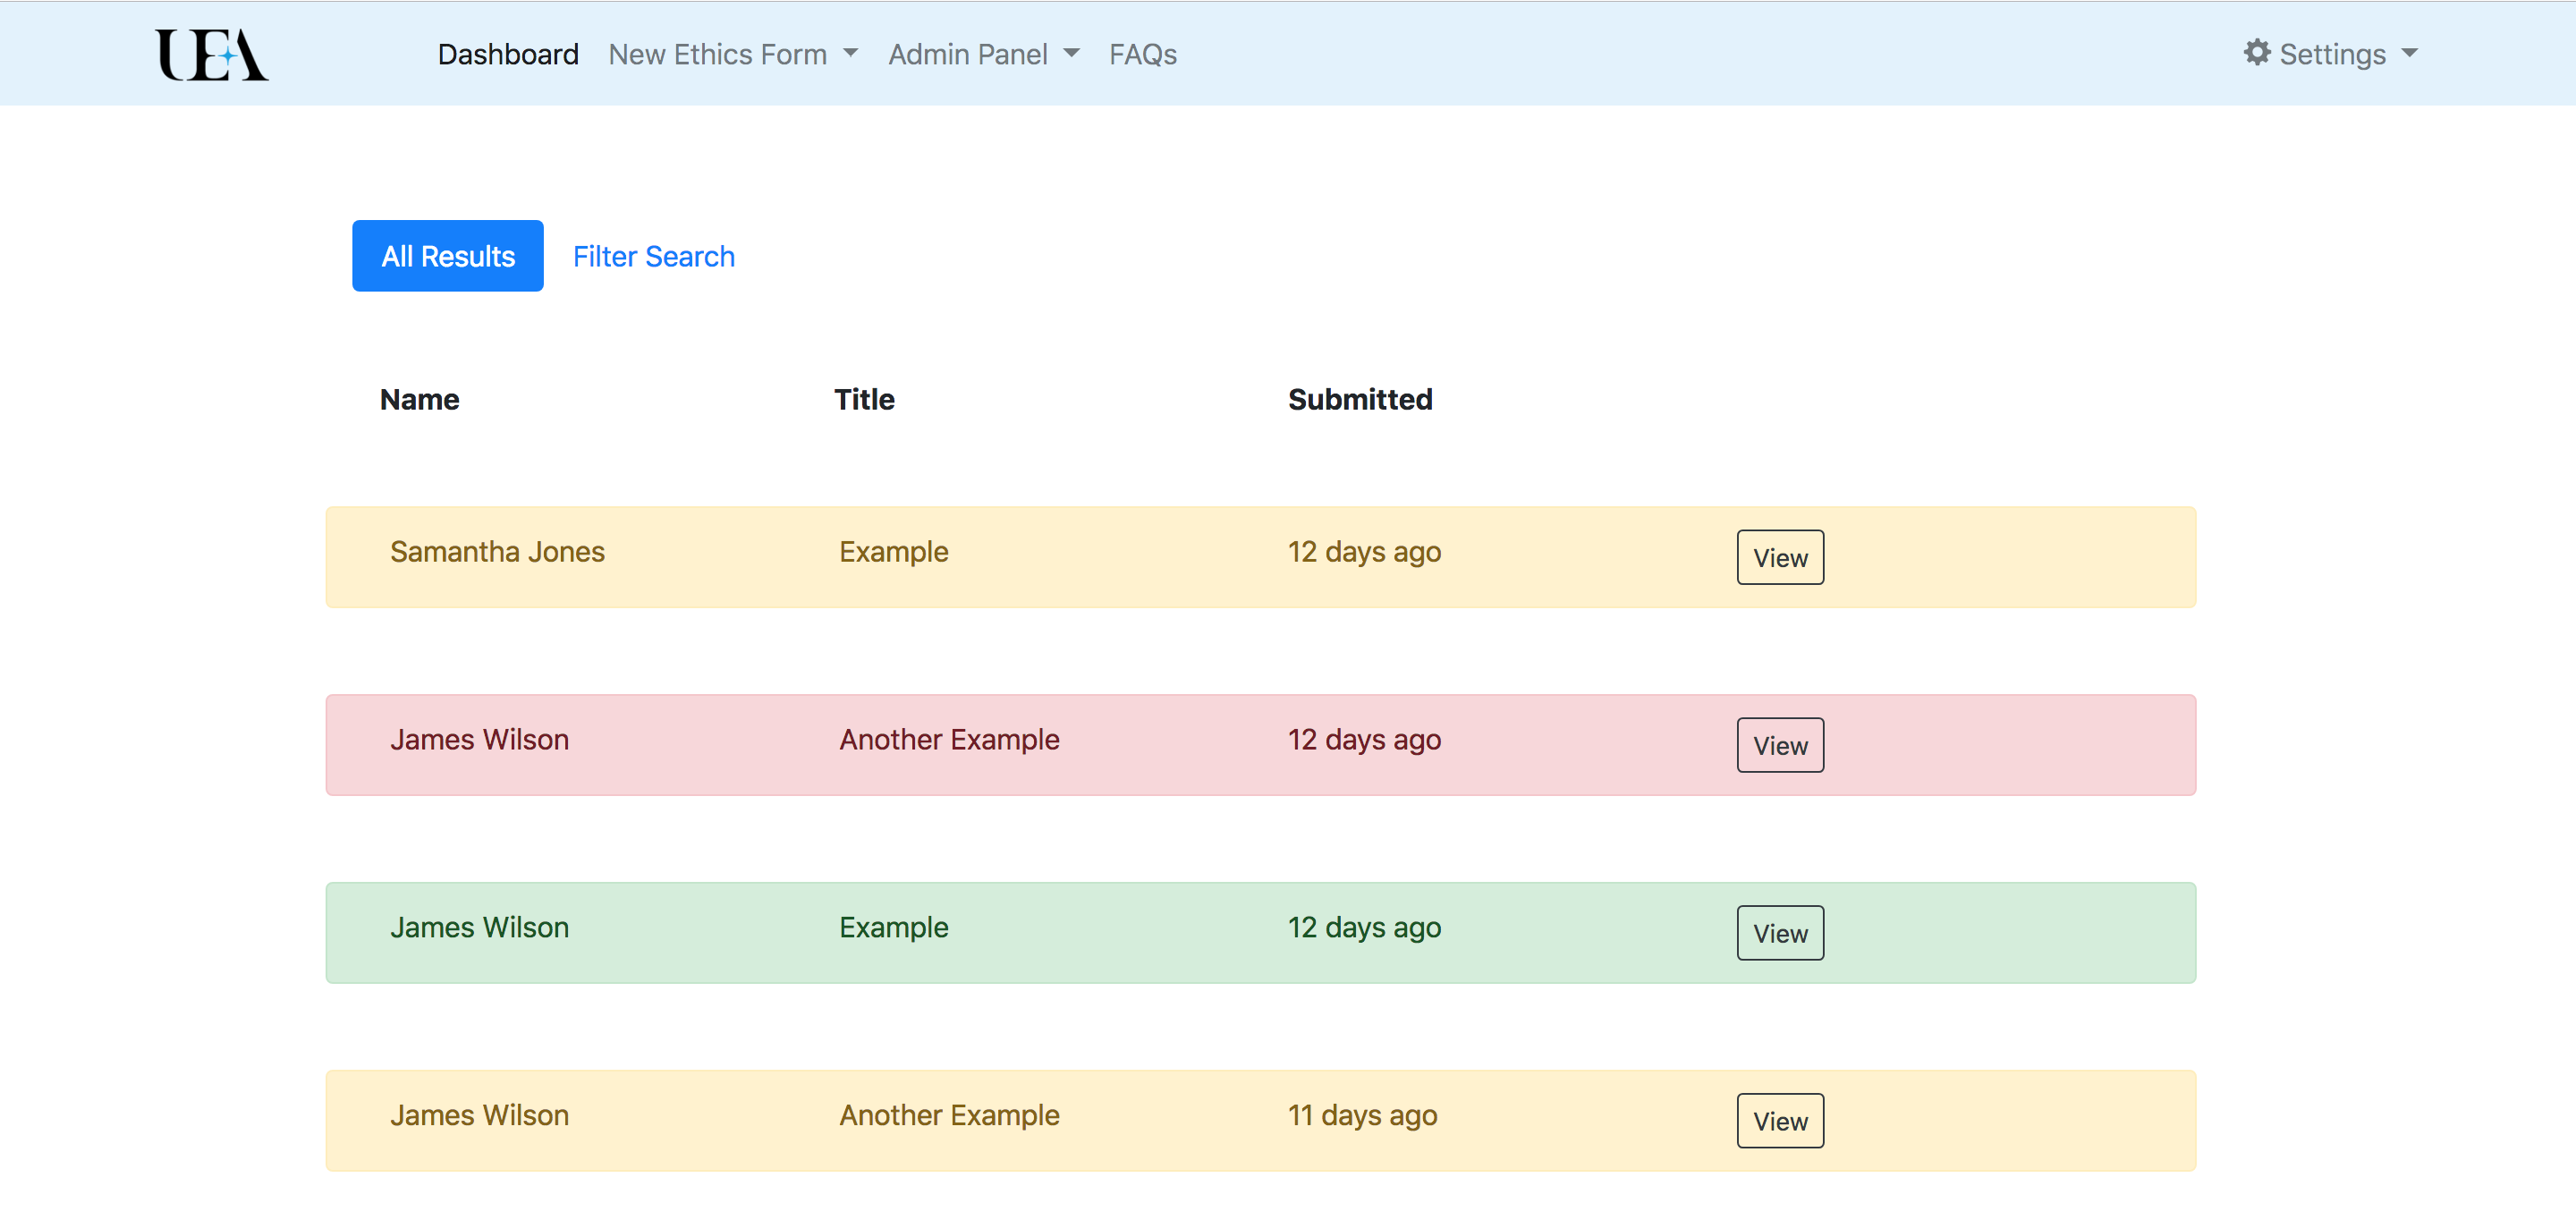 UEA Dashboard New Ethics Form Admin Panel FAQs Settings
All Results Filter Search
Name Title Submitted
Samantha Jones Example 12 days ago View
James Wilson Another Example 12 days ago View
James Wilson Example 12 days ago View
James Wilson Another Example 11 days ago View